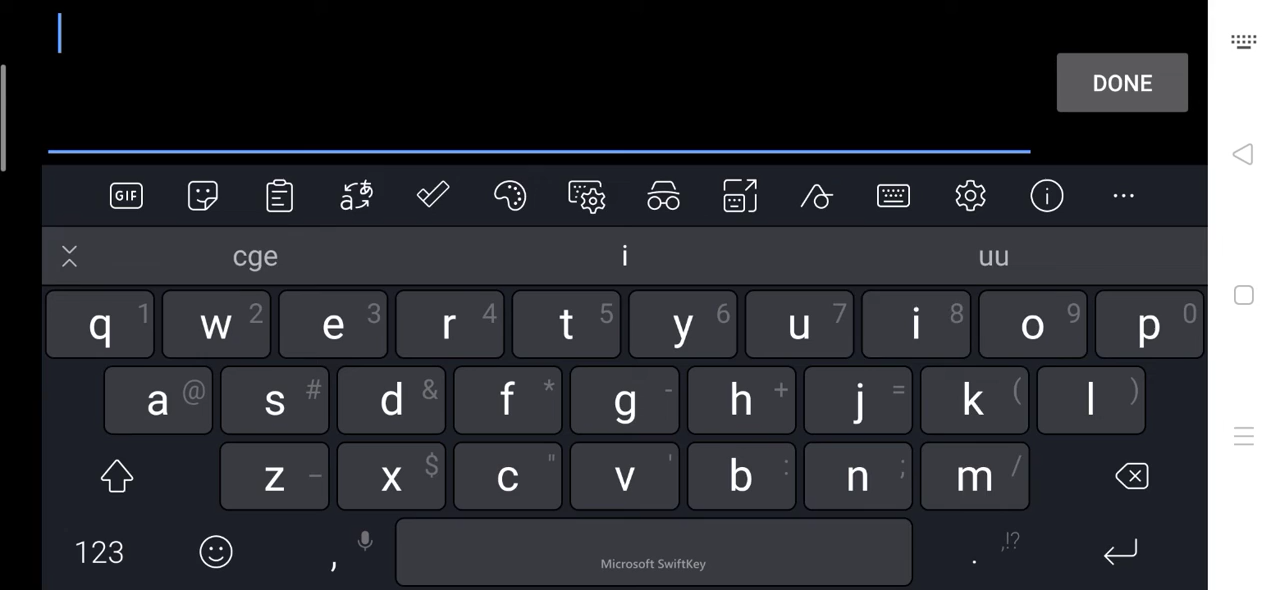 DONE
GIF
cge i uu
q 1 w 2 e 3 r 4 t 5 y 6 u 7 i 8 o 9 p 0
a @ s # d & f * g - h + j = k ( l )
z _ x $ c " v ' b : n ; m /
123 , Microsoft SwiftKey . ,!?